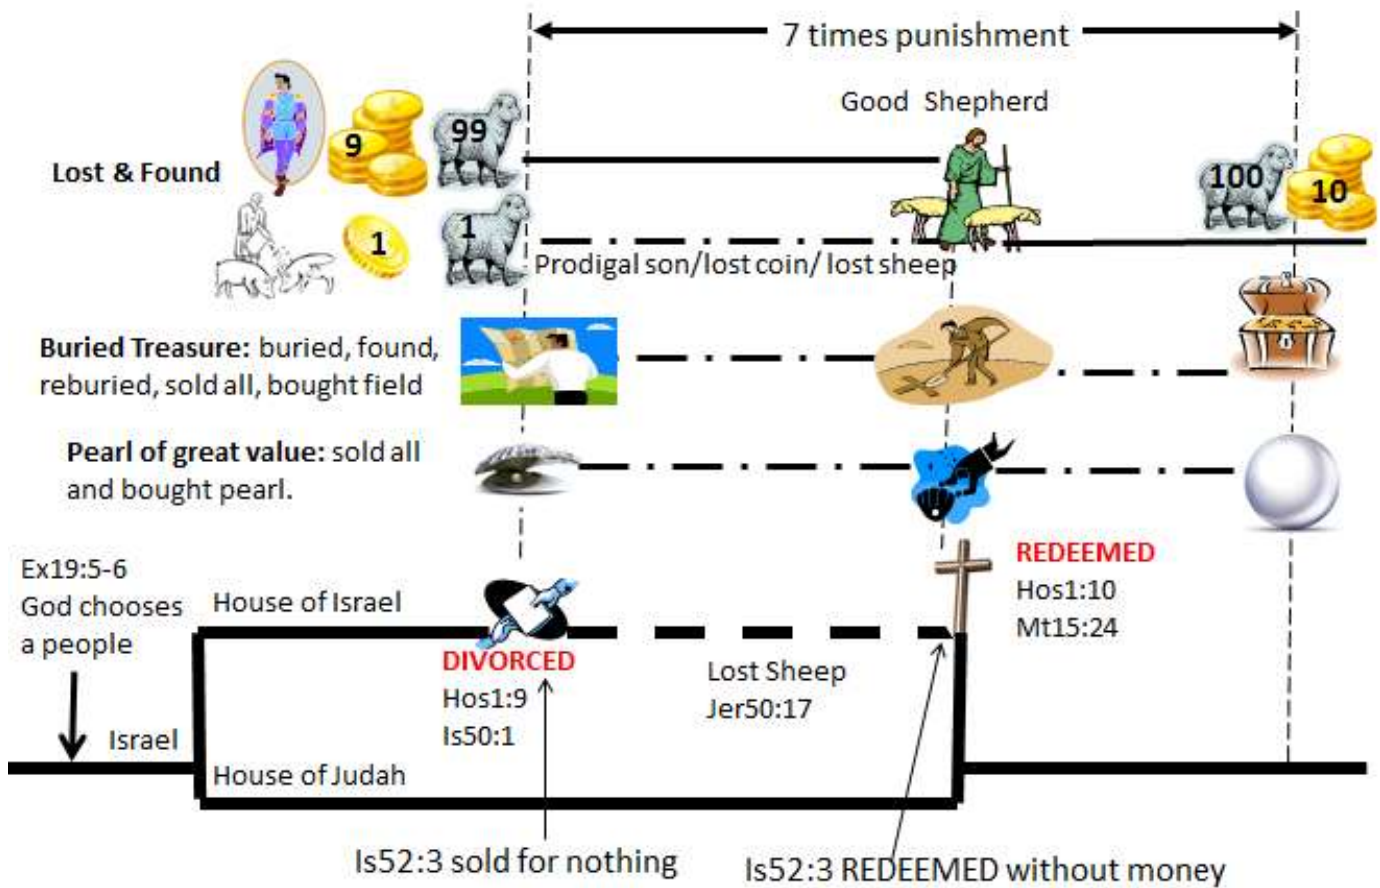 7 times punishment
Good Shepherd
Lost & Found
9
99
100
10
1
1
Prodigal son/lost coin/ lost sheep
Buried Treasure: buried, found,
reburied, sold all, bought field
Pearl of great value: sold all
and bought pearl.
Ex19:5-6
God chooses
a people
House of Israel
REDEEMED
Hos1:10
Mt15:24
DIVORCED
Hos1:9
Is50:1
Lost Sheep
Jer50:17
Israel
House of Judah
Is52:3 sold for nothing
Is52:3 REDEEMED without money